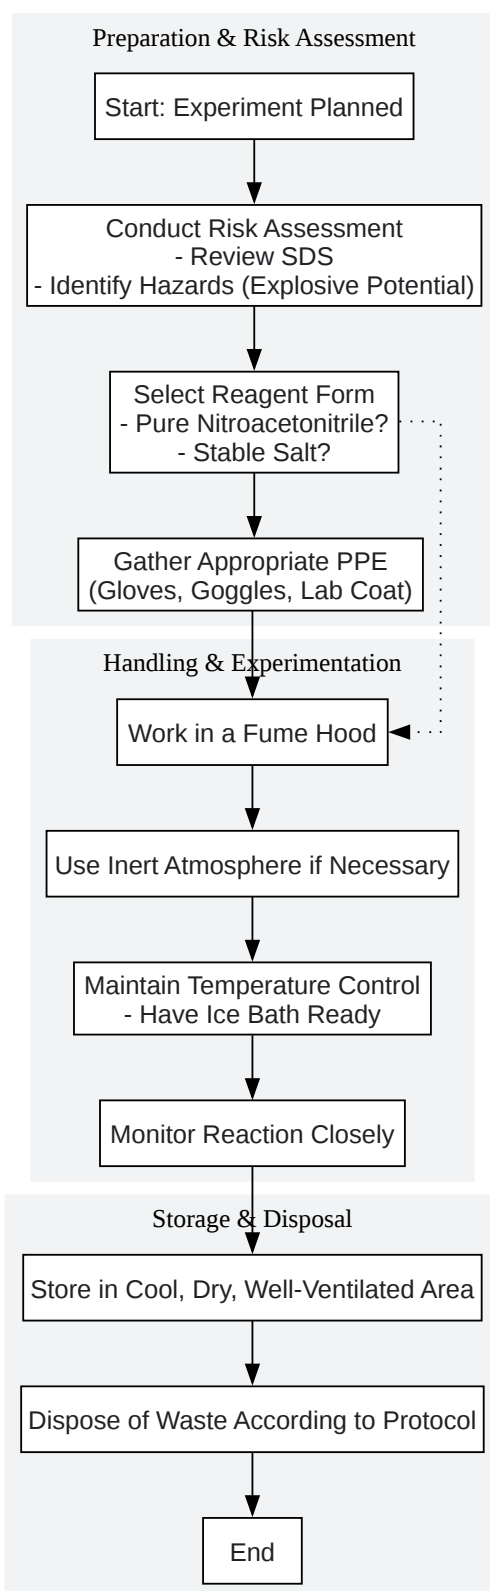 Preparation & Risk Assessment
Start: Experiment Planned
Conduct Risk Assessment
- Review SDS
- Identify Hazards (Explosive Potential)
Select Reagent Form
- Pure Nitroacetonitrile?
- Stable Salt?
Gather Appropriate PPE
(Gloves, Goggles, Lab Coat)
Handling & Experimentation
Work in a Fume Hood
Use Inert Atmosphere if Necessary
Maintain Temperature Control
- Have Ice Bath Ready
Monitor Reaction Closely
Storage & Disposal
Store in Cool, Dry, Well-Ventilated Area
Dispose of Waste According to Protocol
End